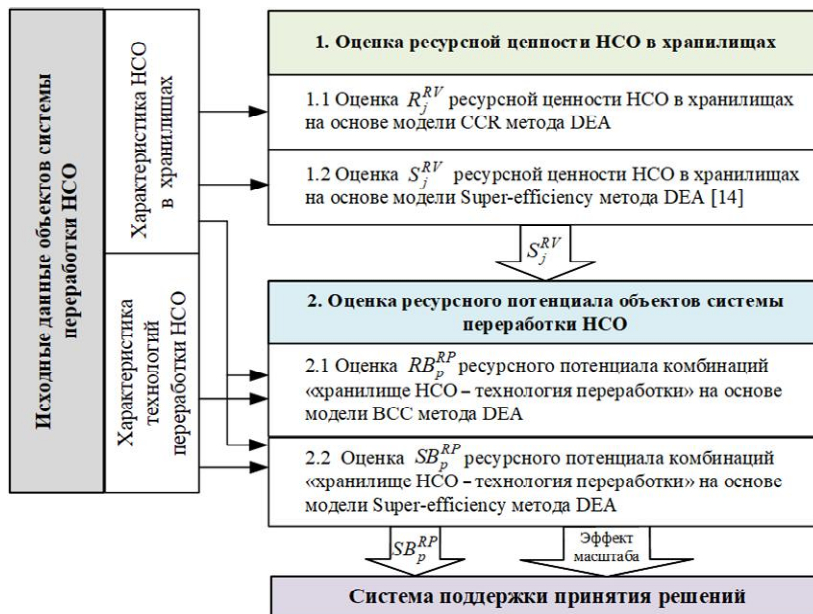 Исходные данные объектов системы
переработки НСО
Характеристика НСО
в хранилищах
Характеристика
технологий
переработки НСО
1. Оценка ресурсной ценности НСО в хранилищах
1.1 Оценка R_j^{RV} ресурсной ценности НСО в хранилищах
на основе модели CCR метода DEA
1.2 Оценка S_j^{RV} ресурсной ценности НСО в хранилищах
на основе модели Super-efficiency метода DEA [14]
S_j^{RV}
2. Оценка ресурсного потенциала объектов системы
переработки НСО
2.1 Оценка RB_p^{RP} ресурсного потенциала комбинаций
«хранилище НСО – технология переработки» на основе
модели BCC метода DEA
2.2 Оценка SB_p^{RP} ресурсного потенциала комбинаций
«хранилище НСО – технология переработки» на основе
модели Super-efficiency метода DEA
SB_p^{RP}
Эффект
масштаба
Система поддержки принятия решений